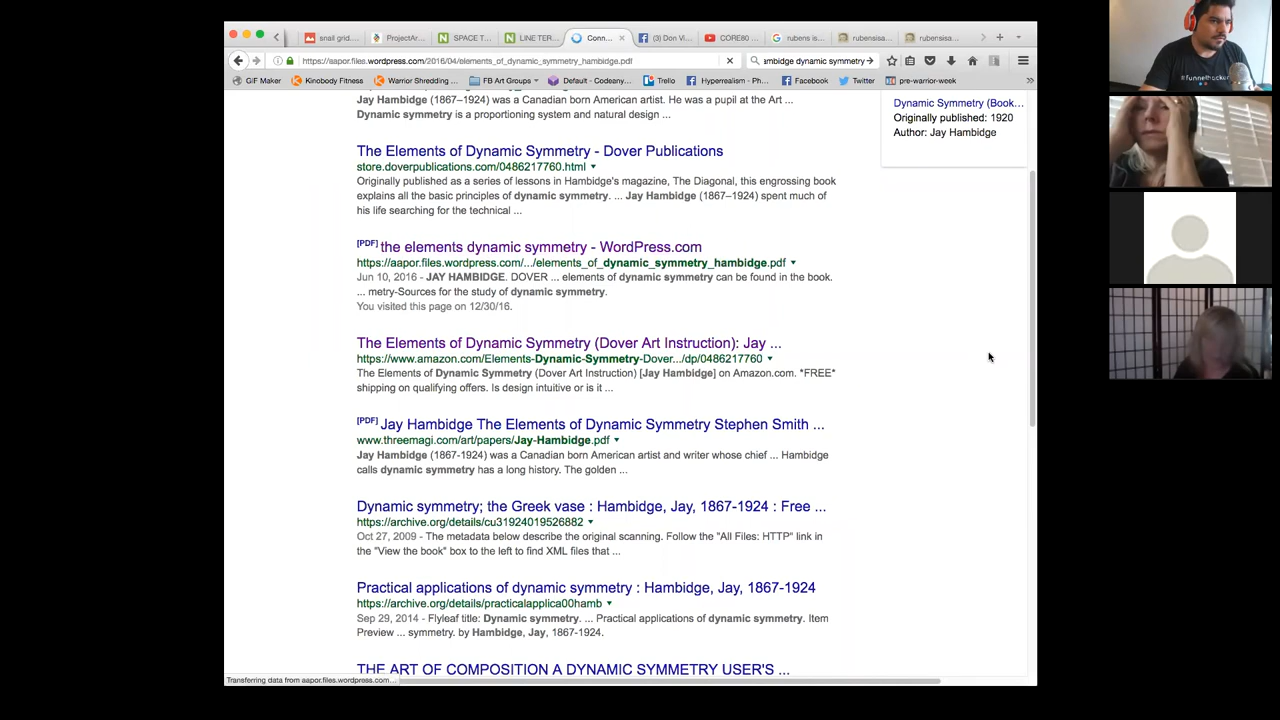 snail grid....
ProjectAr...
SPACE T...
LINE TER...
Conn...
(3) Don Vi...
CORE80 ...
rubens is...
rubensisa...
rubensisa...
https://aapor.files.wordpress.com/2016/04/elements_of_dynamic_symmetry_hambidge.pdf
ambidge dynamic symmetry
GIF Maker
Kinobody Fitness
Warrior Shredding ...
FB Art Groups
Default - Codeany...
Trello
Hyperrealism - Ph...
Facebook
Twitter
pre-warrior-week
Jay Hambidge (1867–1924) was a Canadian born American artist. He was a pupil at the Art ...
Dynamic symmetry is a proportioning system and natural design ...
Dynamic Symmetry (Book...
Originally published: 1920
Author: Jay Hambidge
The Elements of Dynamic Symmetry - Dover Publications
store.doverpublications.com/0486217760.html
Originally published as a series of lessons in Hambidge's magazine, The Diagonal, this engrossing book
explains all the basic principles of dynamic symmetry. ... Jay Hambidge (1867–1924) spent much of
his life searching for the technical ...
[PDF] the elements dynamic symmetry - WordPress.com
https://aapor.files.wordpress.com/.../elements_of_dynamic_symmetry_hambidge.pdf
Jun 10, 2016 - JAY HAMBIDGE. DOVER ... elements of dynamic symmetry can be found in the book.
... metry-Sources for the study of dynamic symmetry.
You visited this page on 12/30/16.
The Elements of Dynamic Symmetry (Dover Art Instruction): Jay ...
https://www.amazon.com/Elements-Dynamic-Symmetry-Dover.../dp/0486217760
The Elements of Dynamic Symmetry (Dover Art Instruction) [Jay Hambidge] on Amazon.com. *FREE*
shipping on qualifying offers. Is design intuitive or is it ...
[PDF] Jay Hambidge The Elements of Dynamic Symmetry Stephen Smith ...
www.threemagi.com/art/papers/Jay-Hambidge.pdf
Jay Hambidge (1867-1924) was a Canadian born American artist and writer whose chief ... Hambidge
calls dynamic symmetry has a long history. The golden ...
Dynamic symmetry; the Greek vase : Hambidge, Jay, 1867-1924 : Free ...
https://archive.org/details/cu31924019526882
Oct 27, 2009 - The metadata below describe the original scanning. Follow the "All Files: HTTP" link in
the "View the book" box to the left to find XML files that ...
Practical applications of dynamic symmetry : Hambidge, Jay, 1867-1924
https://archive.org/details/practicalapplica00hamb
Sep 29, 2014 - Flyleaf title: Dynamic symmetry. ... Practical applications of dynamic symmetry. Item
Preview ... symmetry. by Hambidge, Jay, 1867-1924.
THE ART OF COMPOSITION A DYNAMIC SYMMETRY USER'S ...
Transferring data from aapor.files.wordpress.com...
#funnelhacker